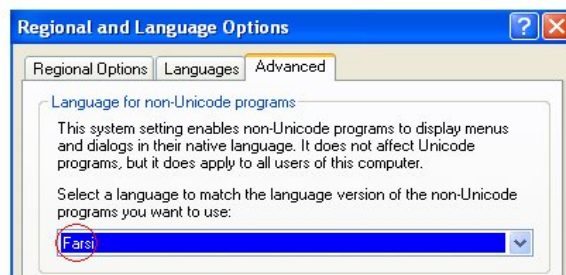 Regional and Language Options
Regional Options Languages Advanced
Language for non-Unicode programs
This system setting enables non-Unicode programs to display menus
and dialogs in their native language. It does not affect Unicode
programs, but it does apply to all users of this computer.
Select a language to match the language version of the non-Unicode
programs you want to use:
Farsi